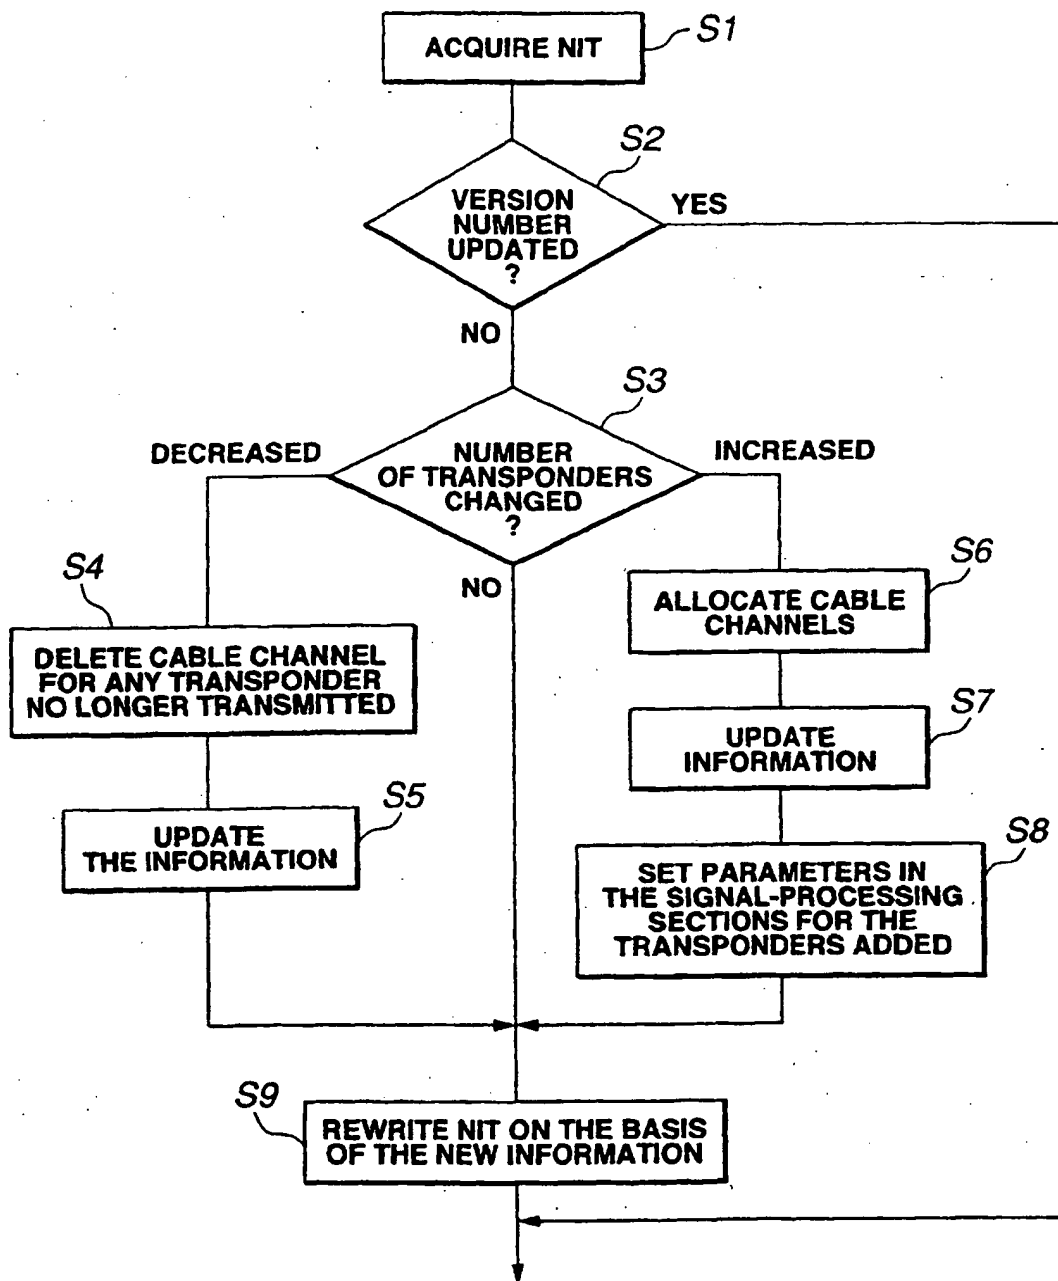 ACQUIRE NIT
S1
S2
VERSION
NUMBER
UPDATED
?
YES
NO
S3
DECREASED
NUMBER
OF TRANSPONDERS
CHANGED
?
INCREASED
NO
S4
DELETE CABLE CHANNEL
FOR ANY TRANSPONDER
NO LONGER TRANSMITTED
S5
UPDATE
THE INFORMATION
S6
ALLOCATE CABLE
CHANNELS
S7
UPDATE
INFORMATION
S8
SET PARAMETERS IN
THE SIGNAL-PROCESSING
SECTIONS FOR THE
TRANSPONDERS ADDED
S9
REWRITE NIT ON THE BASIS
OF THE NEW INFORMATION